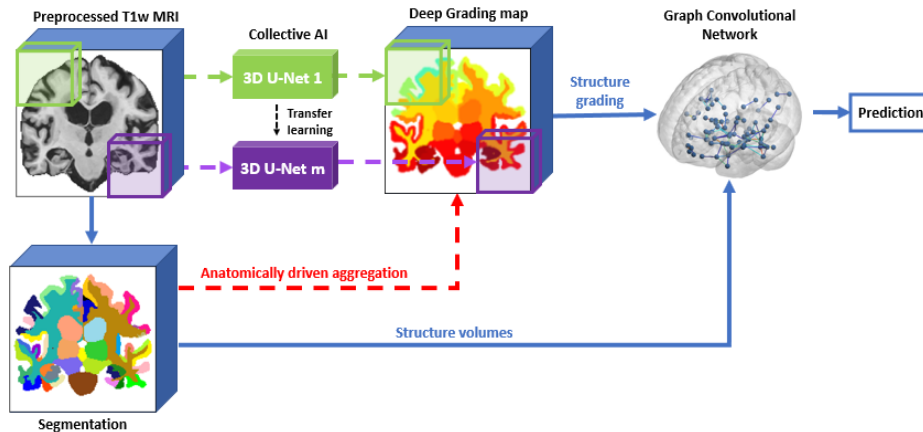 Preprocessed T1w MRI
Collective AI
Deep Grading map
Graph Convolutional
Network
3D U-Net 1
Transfer
learning
3D U-Net m
Structure
grading
Prediction
Anatomically driven aggregation
Structure volumes
Segmentation